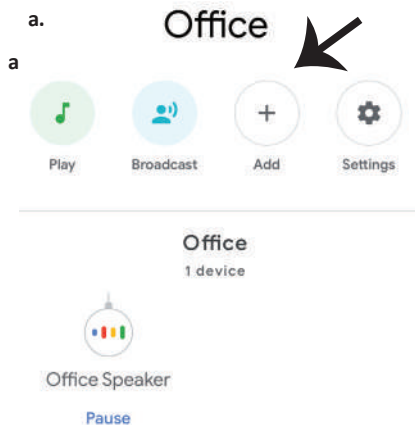 a.
Office
a
Play Broadcast Add Settings
Office
1 device
Office Speaker
Pause